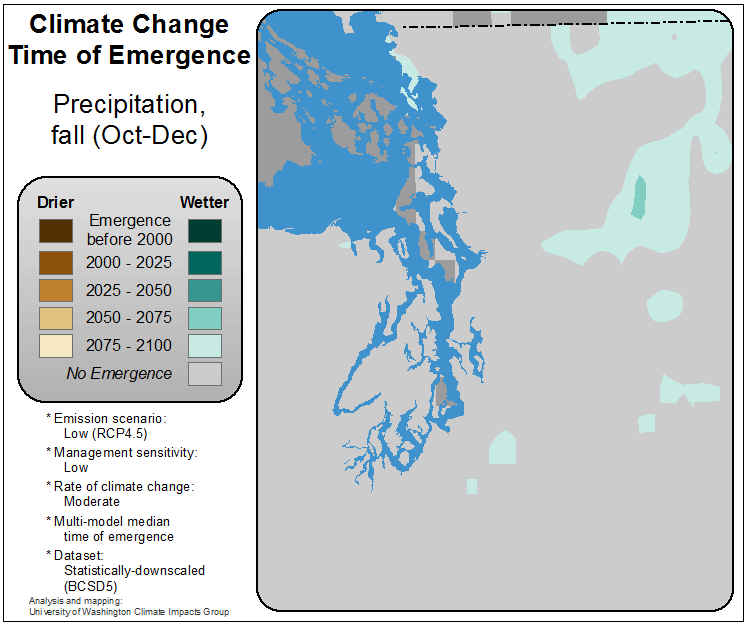 Climate Change
Time of Emergence
Precipitation,
fall (Oct-Dec)
Drier Wetter
Emergence
before 2000
2000 - 2025
2025 - 2050
2050 - 2075
2075 - 2100
No Emergence
* Emission scenario:
Low (RCP4.5)
* Management sensitivity:
Low
* Rate of climate change:
Moderate
* Multi-model median
time of emergence
* Dataset:
Statistically-downscaled
(BCSD5)
Analysis and mapping:
University of Washington Climate Impacts Group